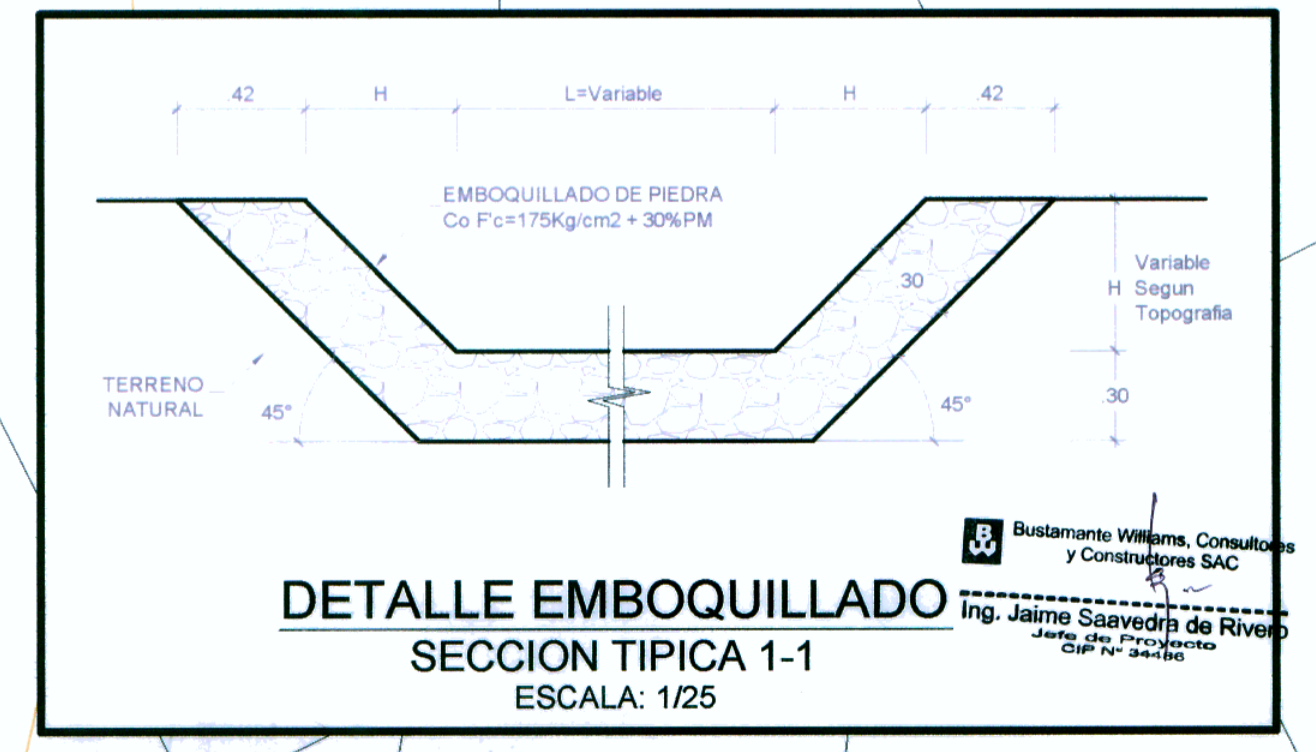 .42 H L=Variable H .42
EMBOQUILLADO DE PIEDRA
Co F'c=175Kg/cm2 + 30%PM
.30
Variable
H Segun
Topografia
TERRENO
NATURAL
45°
45°
.30
B
W
Bustamante Williams, Consultores
y Constructores SAC
Ing. Jaime Saavedra de Rivero
Jefe de Proyecto
CIP N° 34486
DETALLE EMBOQUILLADO
SECCION TIPICA 1-1
ESCALA: 1/25